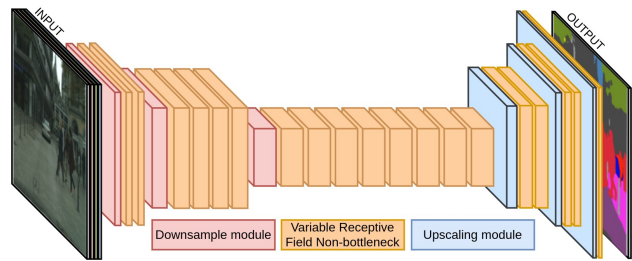 INPUT
OUTPUT
Downsample module
Variable Receptive
Field Non-bottleneck
Upscaling module